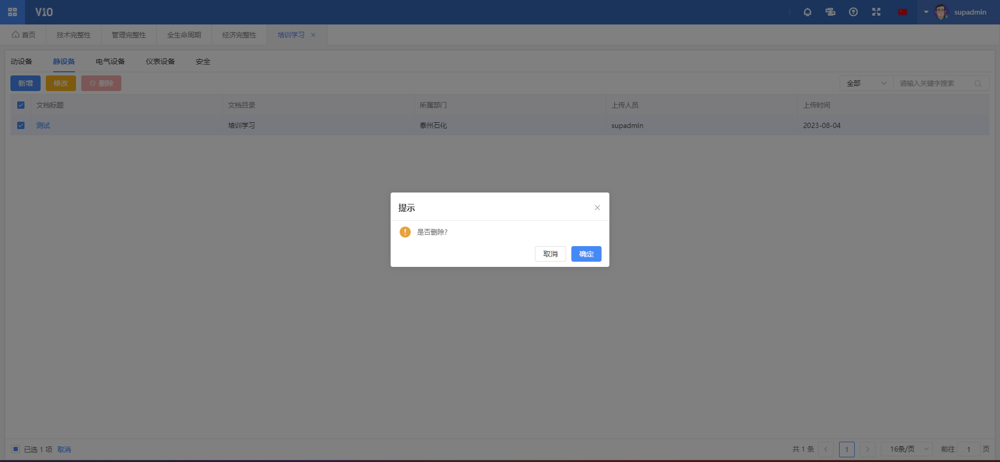 V10
supadmin
首页 技术完整性 管理完整性 全生命周期 经济完整性 培训学习
动设备 静设备 电气设备 仪表设备 安全
新增 修改 删除 全部 请输入关键字搜索
文档标题 文档目录 所属部门 上传人员 上传时间
测试 培训学习 泰州石化 supadmin 2023-08-04
提示
是否删除?
取消 确定
已选 1 项 取消 共 1 条 1 16条/页 前往 1 页